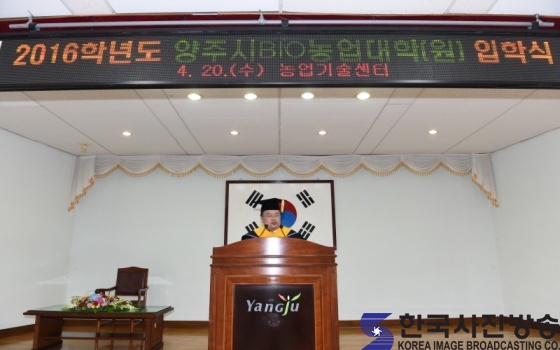 2016학년도 양주시BIO농업대학(원) 입학식
4. 20.(수) 농업기술센터
Yangju
한국사진방송
KOREA IMAGE BROADCASTING CO.